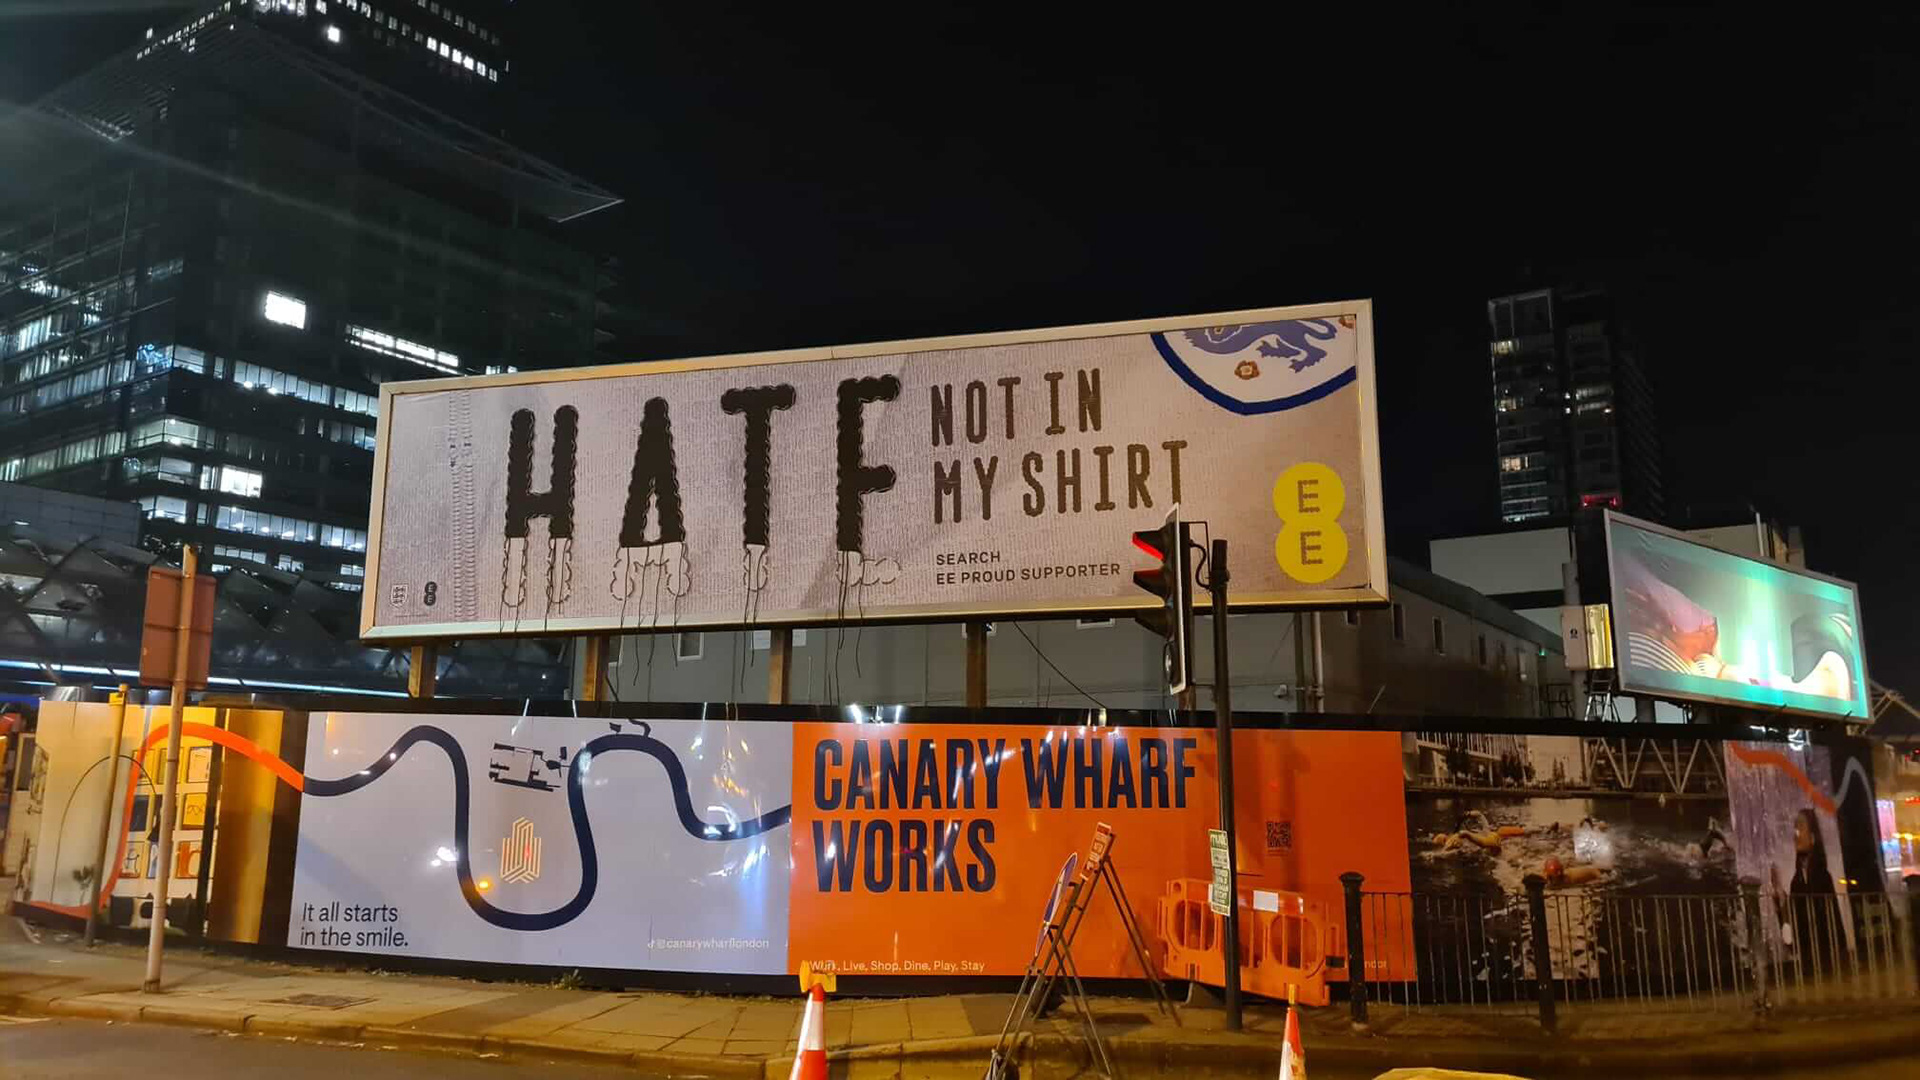 HATE
NOT IN
MY SHIRT
SEARCH
EE PROUD SUPPORTER
E
E
CANARY WHARF
WORKS
It all starts
in the smile.
@canarywharflondon
Work, Live, Shop, Dine, Play, Stay